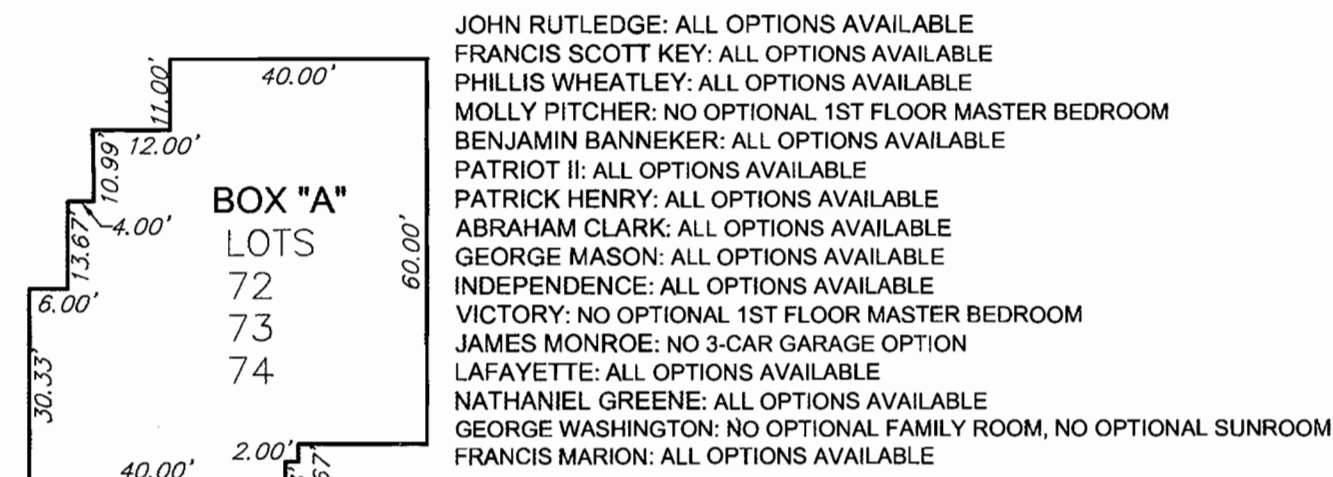 JOHN RUTLEDGE: ALL OPTIONS AVAILABLE
FRANCIS SCOTT KEY: ALL OPTIONS AVAILABLE
PHILLIS WHEATLEY: ALL OPTIONS AVAILABLE
MOLLY PITCHER: NO OPTIONAL 1ST FLOOR MASTER BEDROOM
BENJAMIN BANNEKER: ALL OPTIONS AVAILABLE
PATRIOT II: ALL OPTIONS AVAILABLE
PATRICK HENRY: ALL OPTIONS AVAILABLE
ABRAHAM CLARK: ALL OPTIONS AVAILABLE
GEORGE MASON: ALL OPTIONS AVAILABLE
INDEPENDENCE: ALL OPTIONS AVAILABLE
VICTORY: NO OPTIONAL 1ST FLOOR MASTER BEDROOM
JAMES MONROE: NO 3-CAR GARAGE OPTION
LAFAYETTE: ALL OPTIONS AVAILABLE
NATHANIEL GREENE: ALL OPTIONS AVAILABLE
GEORGE WASHINGTON: NO OPTIONAL FAMILY ROOM, NO OPTIONAL SUNROOM
FRANCIS MARION: ALL OPTIONS AVAILABLE
40.00'
11.00'
12.00'
10.99'
4.00'
13.67'
6.00'
30.33'
60.00'
BOX "A"
LOTS
72
73
74
2.00'
40.00'